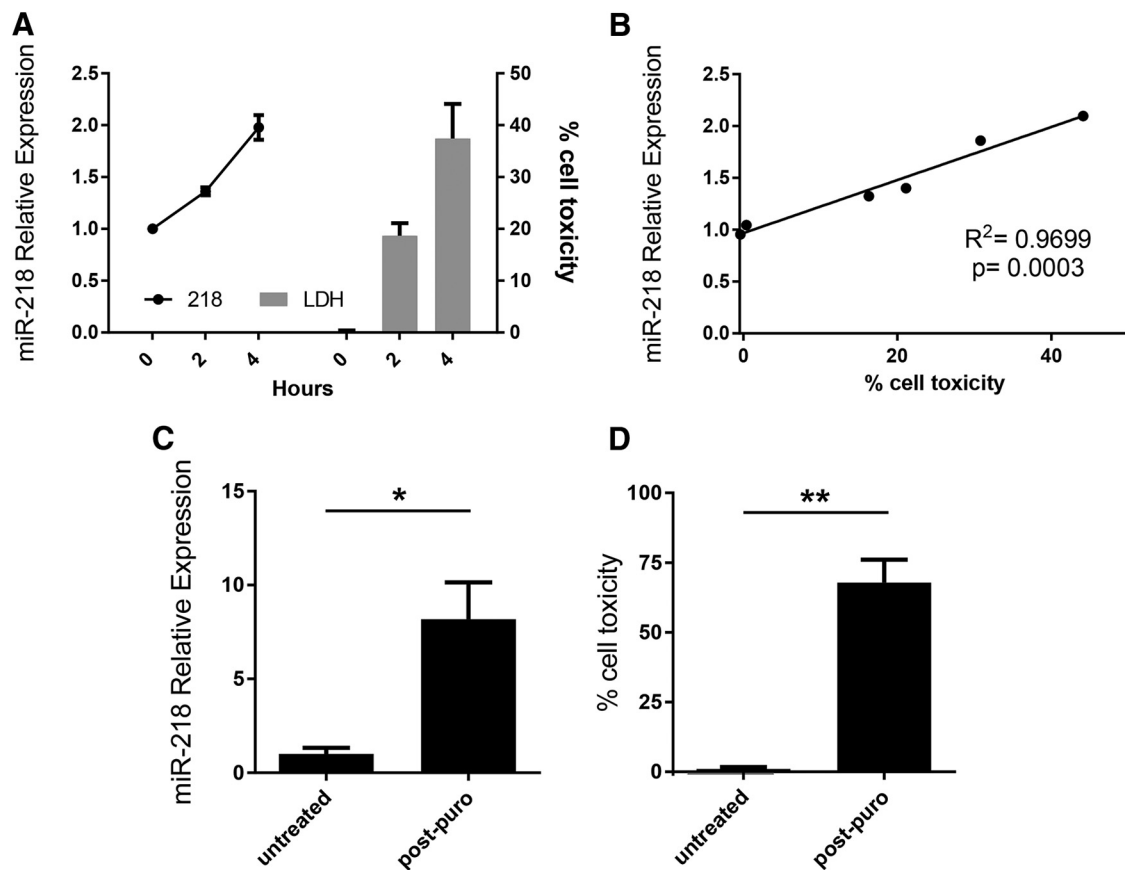 A
miR-218 Relative Expression
2.5
2.0
1.5
1.0
0.5
0.0
218
LDH
0
2
4
0
2
4
Hours
50
40
30
20
10
0
% cell toxicity
B
miR-218 Relative Expression
2.5
2.0
1.5
1.0
0.5
0.0
R²= 0.9699
p= 0.0003
0 20 40
% cell toxicity
C
miR-218 Relative Expression
15
10
5
0
*
untreated
post-puro
D
% cell toxicity
100
75
50
25
0
**
untreated
post-puro